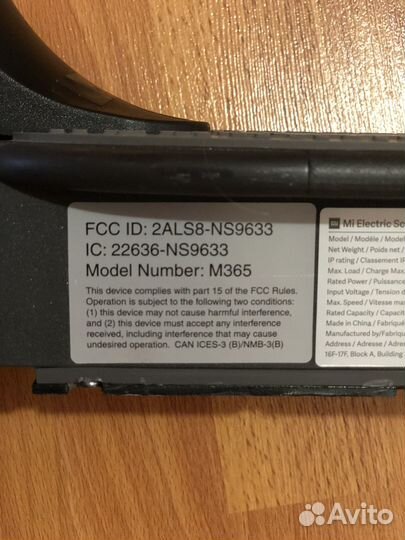 FCC ID: 2ALS8-NS9633
IC: 22636-NS9633
Model Number: M365
This device complies with part 15 of the FCC Rules.
Operation is subject to the following two conditions:
(1) this device may not cause harmful interference,
and (2) this device must accept any interference
received, including interference that may cause
undesired operation. CAN ICES-3 (B)/NMB-3(B)
mi Mi Electric Sc
Model / Modèle / Model
Net Weight / Poids net /
IP rating / Classement IP
Max. Load / Charge Max.
Rated Power / Puissance
Input Voltage / Tension d
Max. Speed / Vitesse max
Rated Capacity / Capacit
Made in China / Fabriqué
Manufactured by/Fabriqu
Address / Adresse / Adre
16F-17F, Block A, Building
Avito